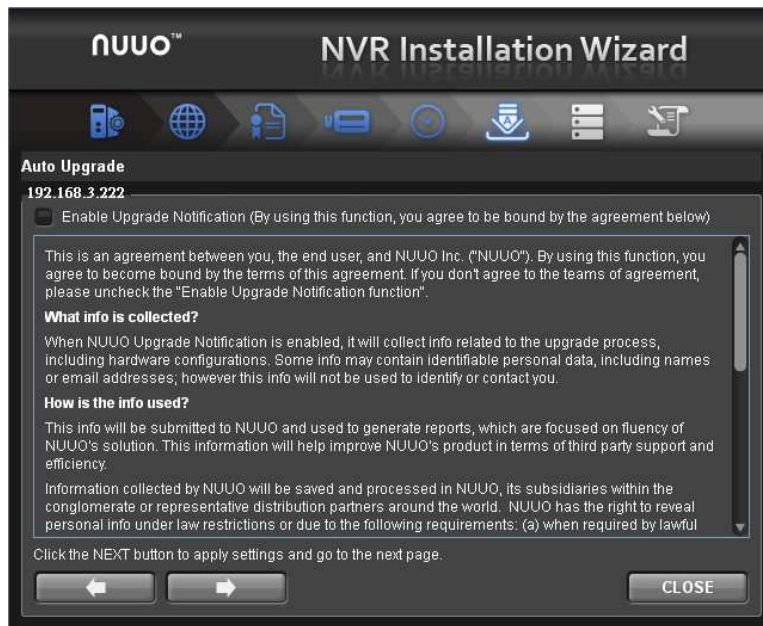 nuuo™
NVR Installation Wizard
Auto Upgrade
192.168.3.222
Enable Upgrade Notification (By using this function, you agree to be bound by the agreement below)
This is an agreement between you, the end user, and NUUO Inc. ("NUUO"). By using this function, you
agree to become bound by the terms of this agreement. If you don't agree to the teams of agreement,
please uncheck the "Enable Upgrade Notification function".
What info is collected?
When NUUO Upgrade Notification is enabled, it will collect info related to the upgrade process,
including hardware configurations. Some info may contain identifiable personal data, including names
or email addresses; however this info will not be used to identify or contact you.
How is the info used?
This info will be submitted to NUUO and used to generate reports, which are focused on fluency of
NUUO's solution. This information will help improve NUUO's product in terms of third party support and
efficiency.
Information collected by NUUO will be saved and processed in NUUO, its subsidiaries within the
conglomerate or representative distribution partners around the world. NUUO has the right to reveal
personal info under law restrictions or due to the following requirements: (a) when required by lawful
Click the NEXT button to apply settings and go to the next page.
CLOSE